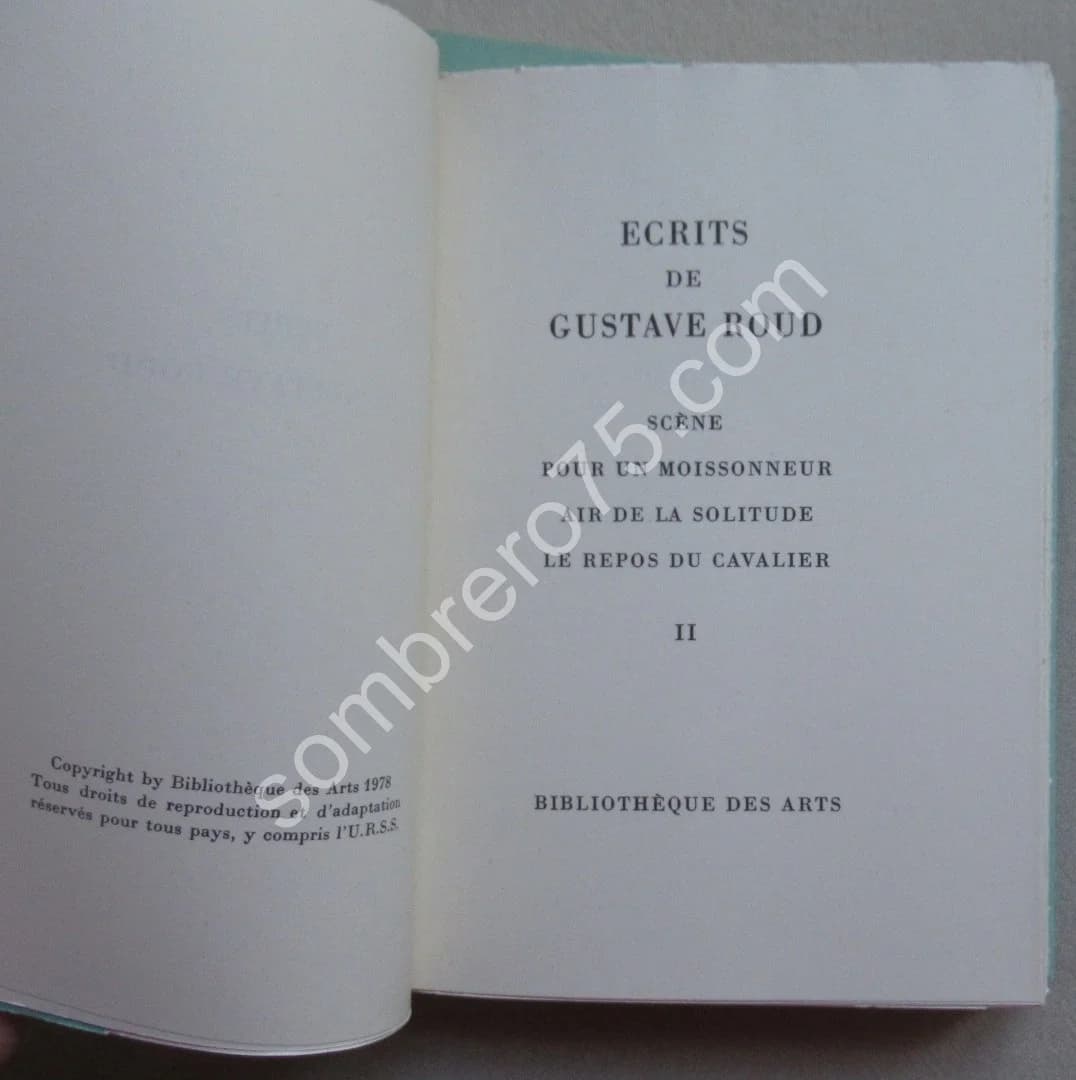 Copyright by Bibliothèque des Arts 1978
Tous droits de reproduction et d'adaptation
réservés pour tous pays, y compris l'U.R.S.S.
ECRITS
DE
GUSTAVE ROUD
SCÈNE
POUR UN MOISSONNEUR
AIR DE LA SOLITUDE
LE REPOS DU CAVALIER
II
BIBLIOTHÈQUE DES ARTS
sombrero75.com